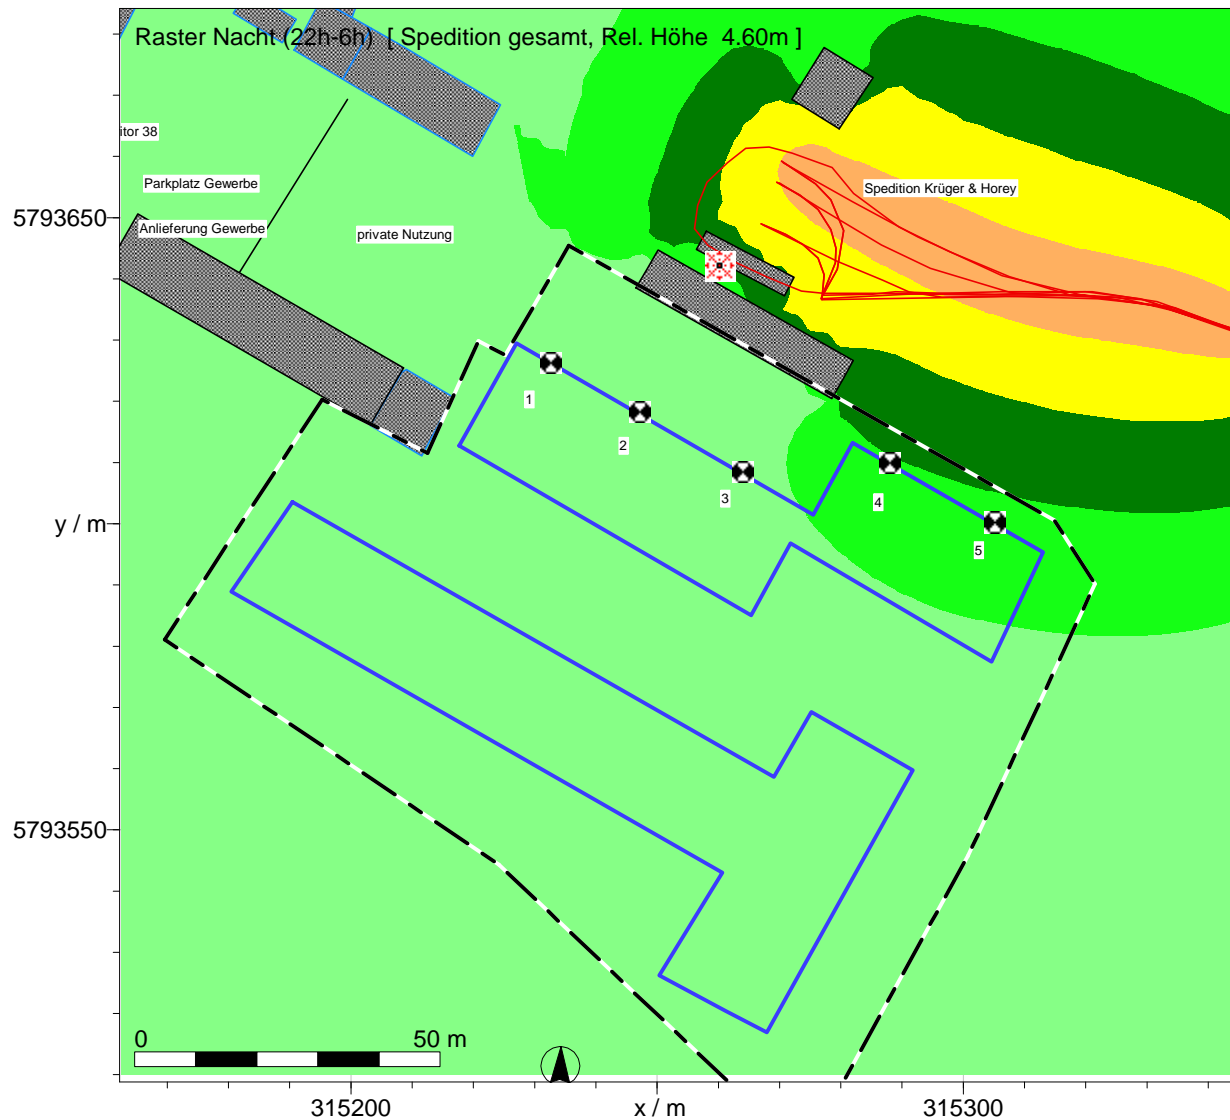 Raster Nacht (22h-6h) [ Spedition gesamt, Rel. Höhe 4.60m ]
itor 38
Parkplatz Gewerbe
Spedition Krüger & Horey
5793650
Anlieferung Gewerbe
private Nutzung
1
2
3
4
y / m
5
5793550
0 50 m
315200 x / m 315300